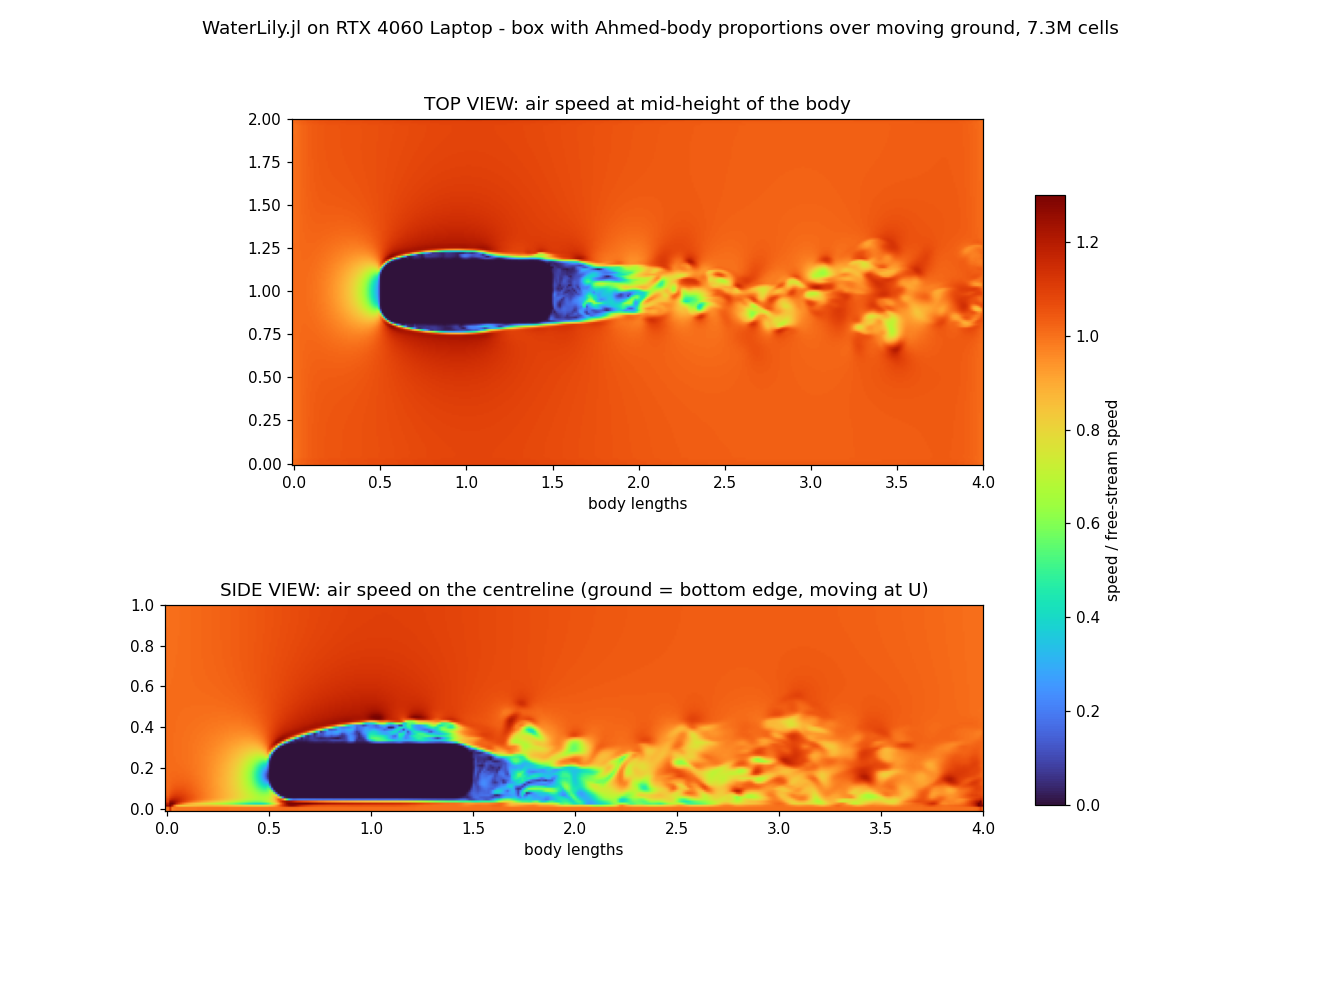 WaterLily.jl on RTX 4060 Laptop - box with Ahmed-body proportions over moving ground, 7.3M cells
TOP VIEW: air speed at mid-height of the body
2.00
1.75
1.50
1.25
1.00
0.75
0.50
0.25
0.00
0.0 0.5 1.0 1.5 2.0 2.5 3.0 3.5 4.0
body lengths
SIDE VIEW: air speed on the centreline (ground = bottom edge, moving at U)
1.0
0.8
0.6
0.4
0.2
0.0
0.0 0.5 1.0 1.5 2.0 2.5 3.0 3.5 4.0
body lengths
1.2
1.0
0.8
0.6
0.4
0.2
0.0
speed / free-stream speed